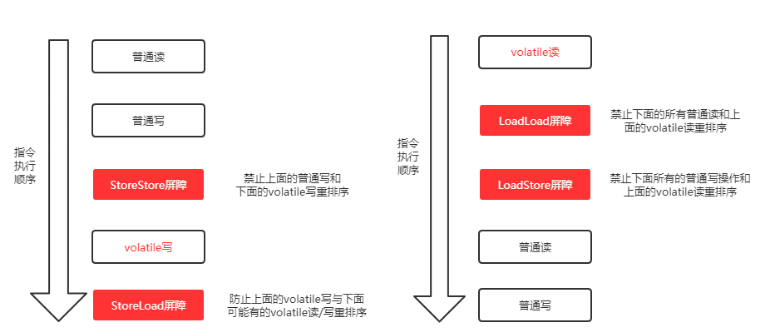 普通读
普通写
指令
执行
顺序
StoreStore屏障
禁止上面的普通写和
下面的volatile写重排序
volatile写
StoreLoad屏障
防止上面的volatile写与下面
可能有的volatile读/写重排序
volatile读
LoadLoad屏障
禁止下面的所有普通读和上
面的volatile读重排序
指令
执行
顺序
LoadStore屏障
禁止下面所有的普通写操作和
上面的volatile读重排序
普通读
普通写